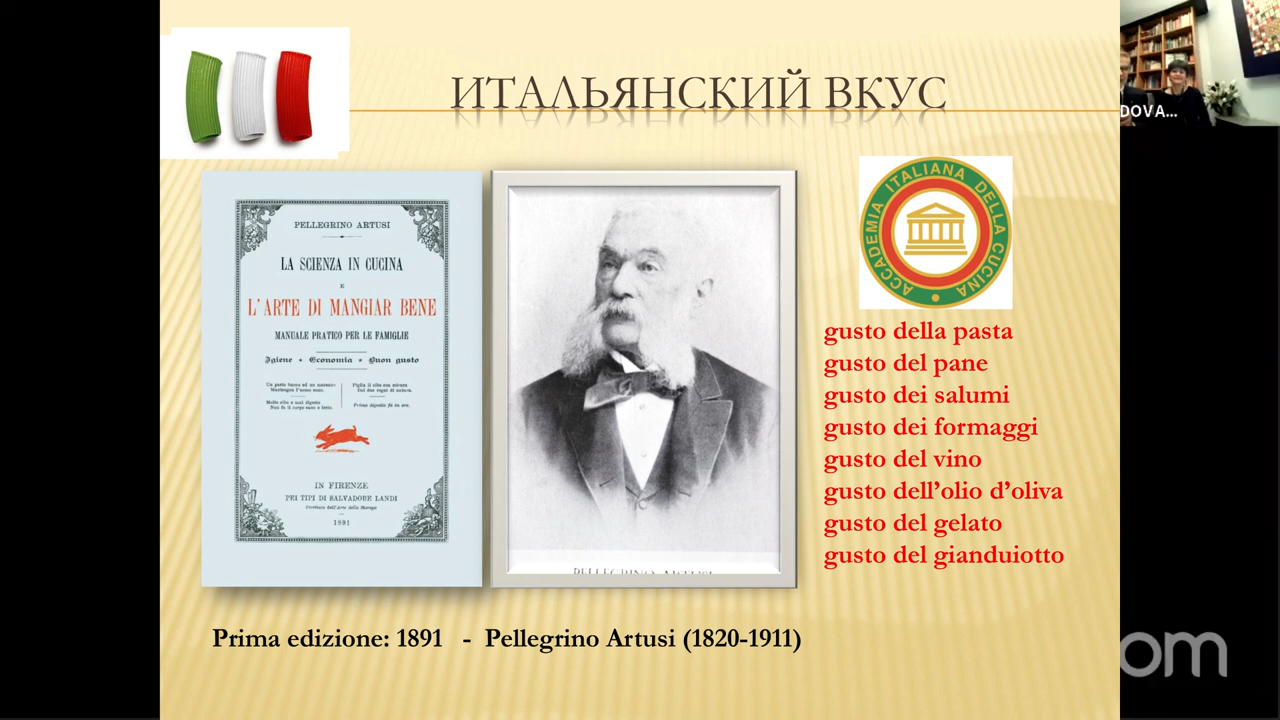 ИТАЛЬЯНСКИЙ ВКУС
DOVA...
PELLEGRINO ARTUSI
LA SCIENZA IN CUCINA
E
L'ARTE DI MANGIAR BENE
MANUALE PRATICO PER LE FAMIGLIE
Igiene • Economia • Buon gusto
IN FIRENZE
PEI TIPI DI SALVADORE LANDI
1891
PELLEGRINO ARTUSI
ACCADEMIA ITALIANA DELLA CUCINA
gusto della pasta
gusto del pane
gusto dei salumi
gusto dei formaggi
gusto del vino
gusto dell'olio d'oliva
gusto del gelato
gusto del gianduiotto
Prima edizione: 1891 - Pellegrino Artusi (1820-1911)
om